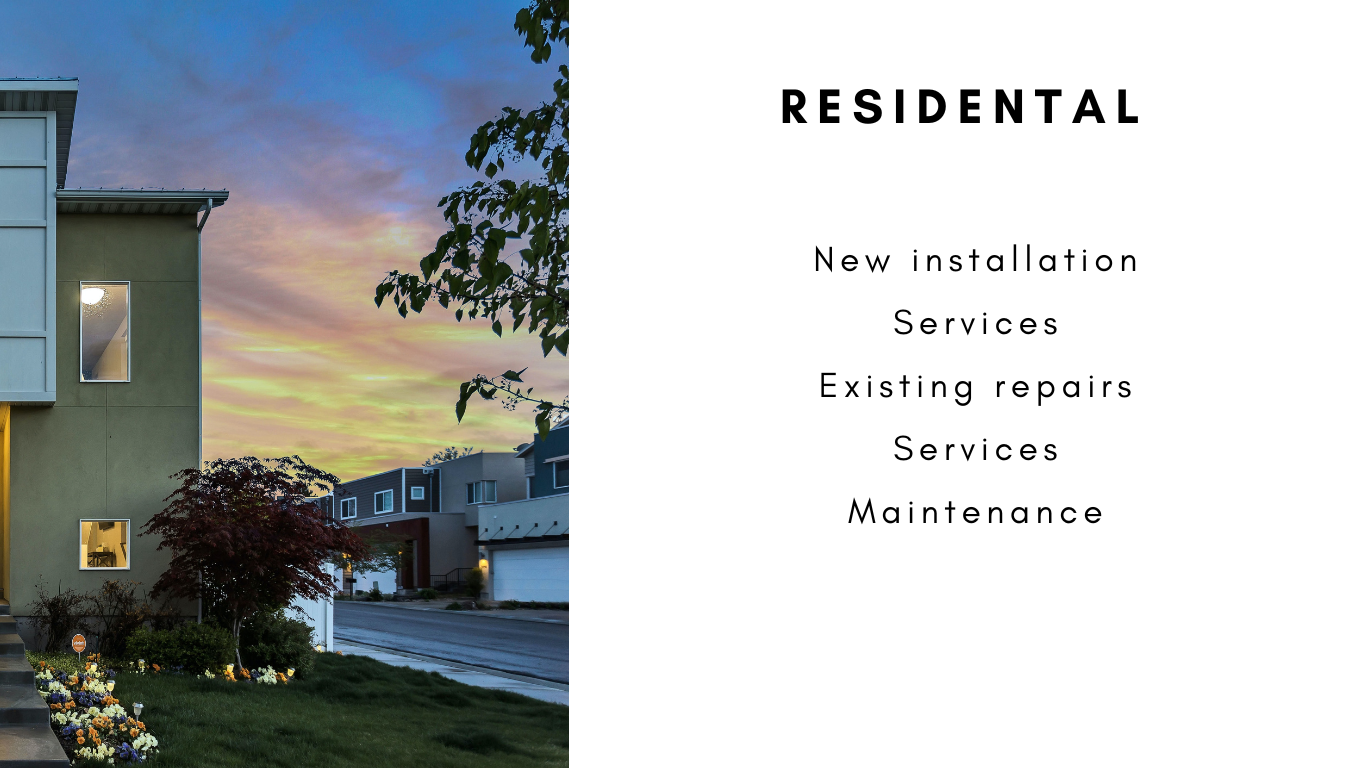 RESIDENTAL
New installation
Services
Existing repairs
Services
Maintenance